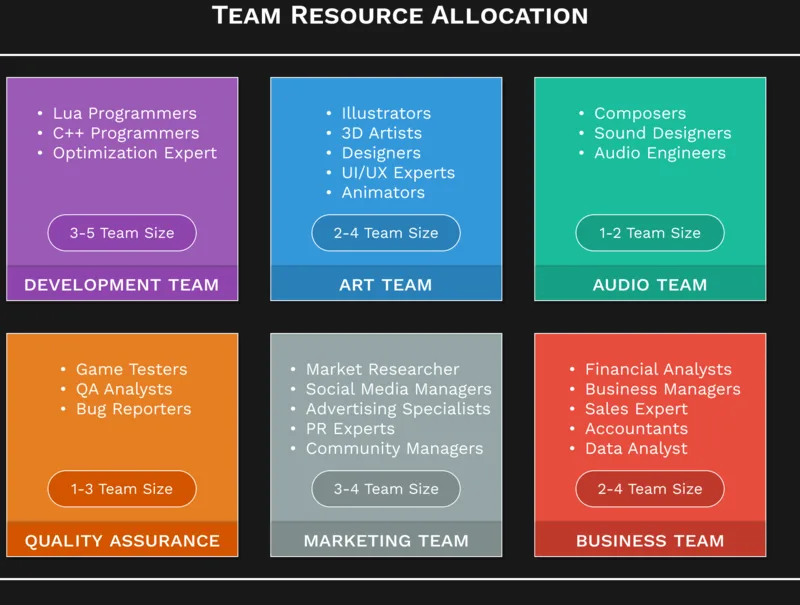 TEAM RESOURCE ALLOCATION
• Lua Programmers
• C++ Programmers
• Optimization Expert
3-5 Team Size
DEVELOPMENT TEAM
• Illustrators
• 3D Artists
• Designers
• UI/UX Experts
• Animators
2-4 Team Size
ART TEAM
• Composers
• Sound Designers
• Audio Engineers
1-2 Team Size
AUDIO TEAM
• Game Testers
• QA Analysts
• Bug Reporters
1-3 Team Size
QUALITY ASSURANCE
• Market Researcher
• Social Media Managers
• Advertising Specialists
• PR Experts
• Community Managers
3-4 Team Size
MARKETING TEAM
• Financial Analysts
• Business Managers
• Sales Expert
• Accountants
• Data Analyst
2-4 Team Size
BUSINESS TEAM